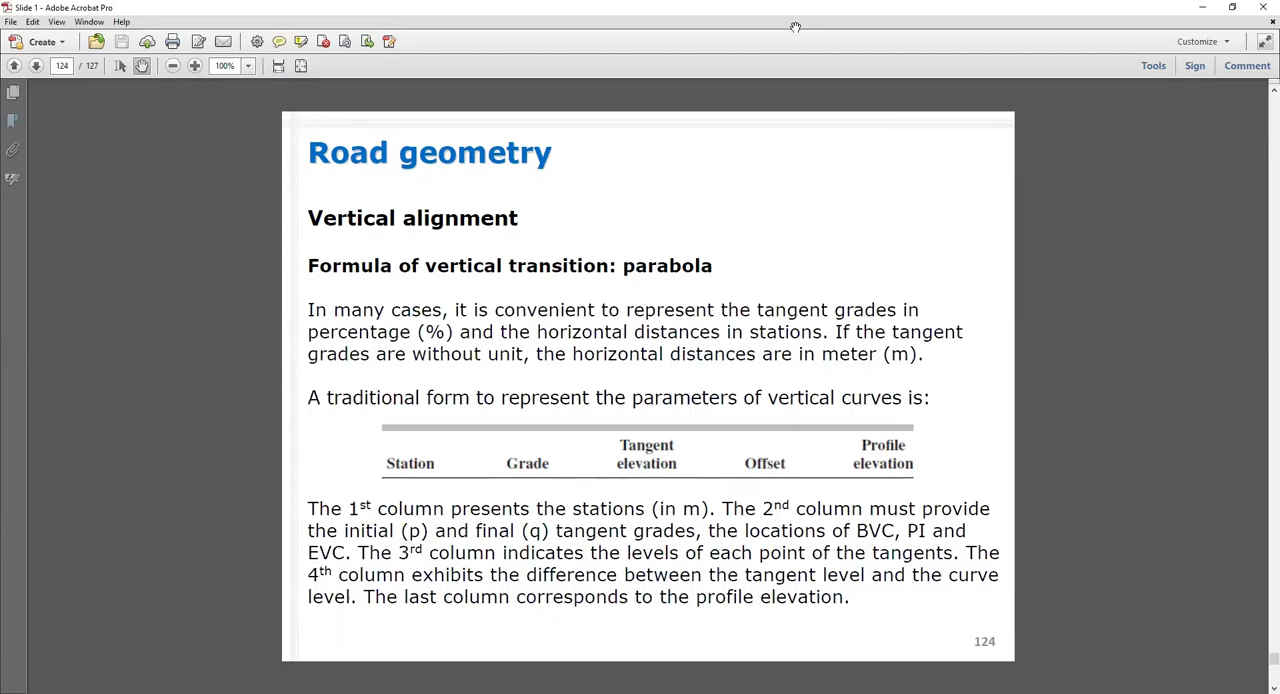 Slide 1 - Adobe Acrobat Pro
File Edit View Window Help
Create
Customize
124 / 127
100%
Tools Sign Comment
Road geometry
Vertical alignment
Formula of vertical transition: parabola
In many cases, it is convenient to represent the tangent grades in
percentage (%) and the horizontal distances in stations. If the tangent
grades are without unit, the horizontal distances are in meter (m).
A traditional form to represent the parameters of vertical curves is:
Station Grade Tangent elevation Offset Profile elevation
The 1st column presents the stations (in m). The 2nd column must provide
the initial (p) and final (q) tangent grades, the locations of BVC, PI and
EVC. The 3rd column indicates the levels of each point of the tangents. The
4th column exhibits the difference between the tangent level and the curve
level. The last column corresponds to the profile elevation.
124